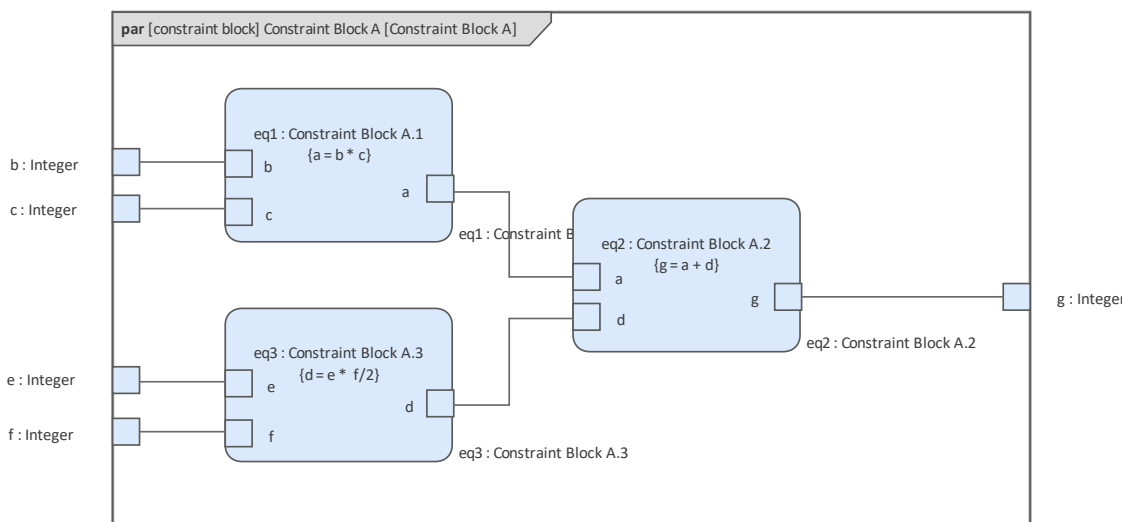 par [constraint block] Constraint Block A [Constraint Block A]
eq1 : Constraint Block A.1
{a = b * c}
b : Integer
b
a
c : Integer
c
eq1 : Constraint B
eq2 : Constraint Block A.2
{g = a + d}
a
g
g : Integer
d
eq2 : Constraint Block A.2
eq3 : Constraint Block A.3
{d = e * f/2}
e : Integer
e
d
f : Integer
f
eq3 : Constraint Block A.3